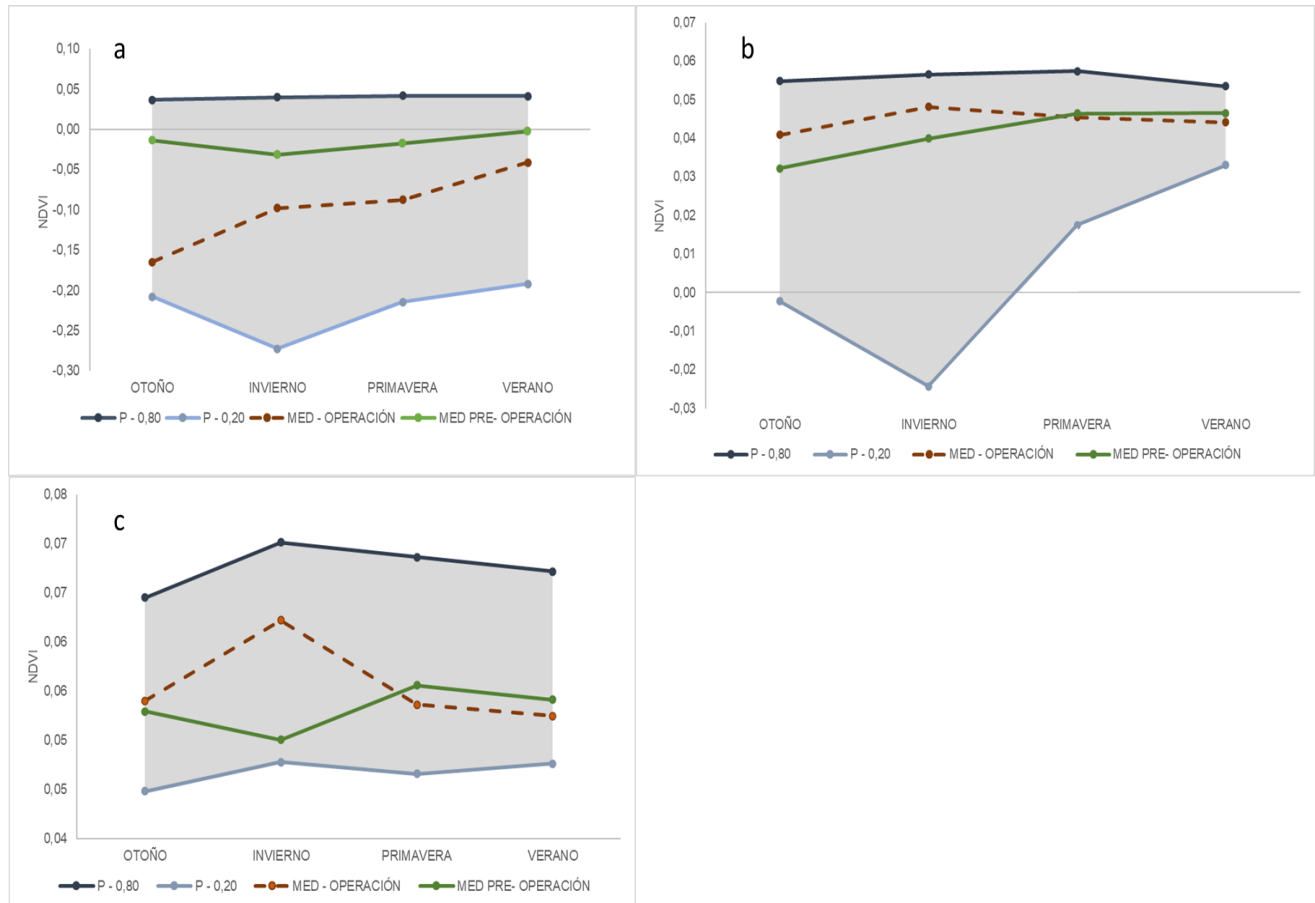 a
0,10
0,05
0,00
-0,05
-0,10
-0,15
-0,20
-0,25
-0,30
NDVI
OTOÑO INVIERNO PRIMAVERA VERANO
P - 0,80 P - 0,20 MED - OPERACIÓN MED PRE- OPERACIÓN
b
0,07
0,06
0,05
0,04
0,03
0,02
0,01
0,00
-0,01
-0,02
-0,03
NDVI
OTOÑO INVIERNO PRIMAVERA VERANO
P - 0,80 P - 0,20 MED - OPERACIÓN MED PRE- OPERACIÓN
c
0,08
0,07
0,07
0,06
0,06
0,05
0,05
0,04
NDVI
OTOÑO INVIERNO PRIMAVERA VERANO
P - 0,80 P - 0,20 MED - OPERACIÓN MED PRE- OPERACIÓN